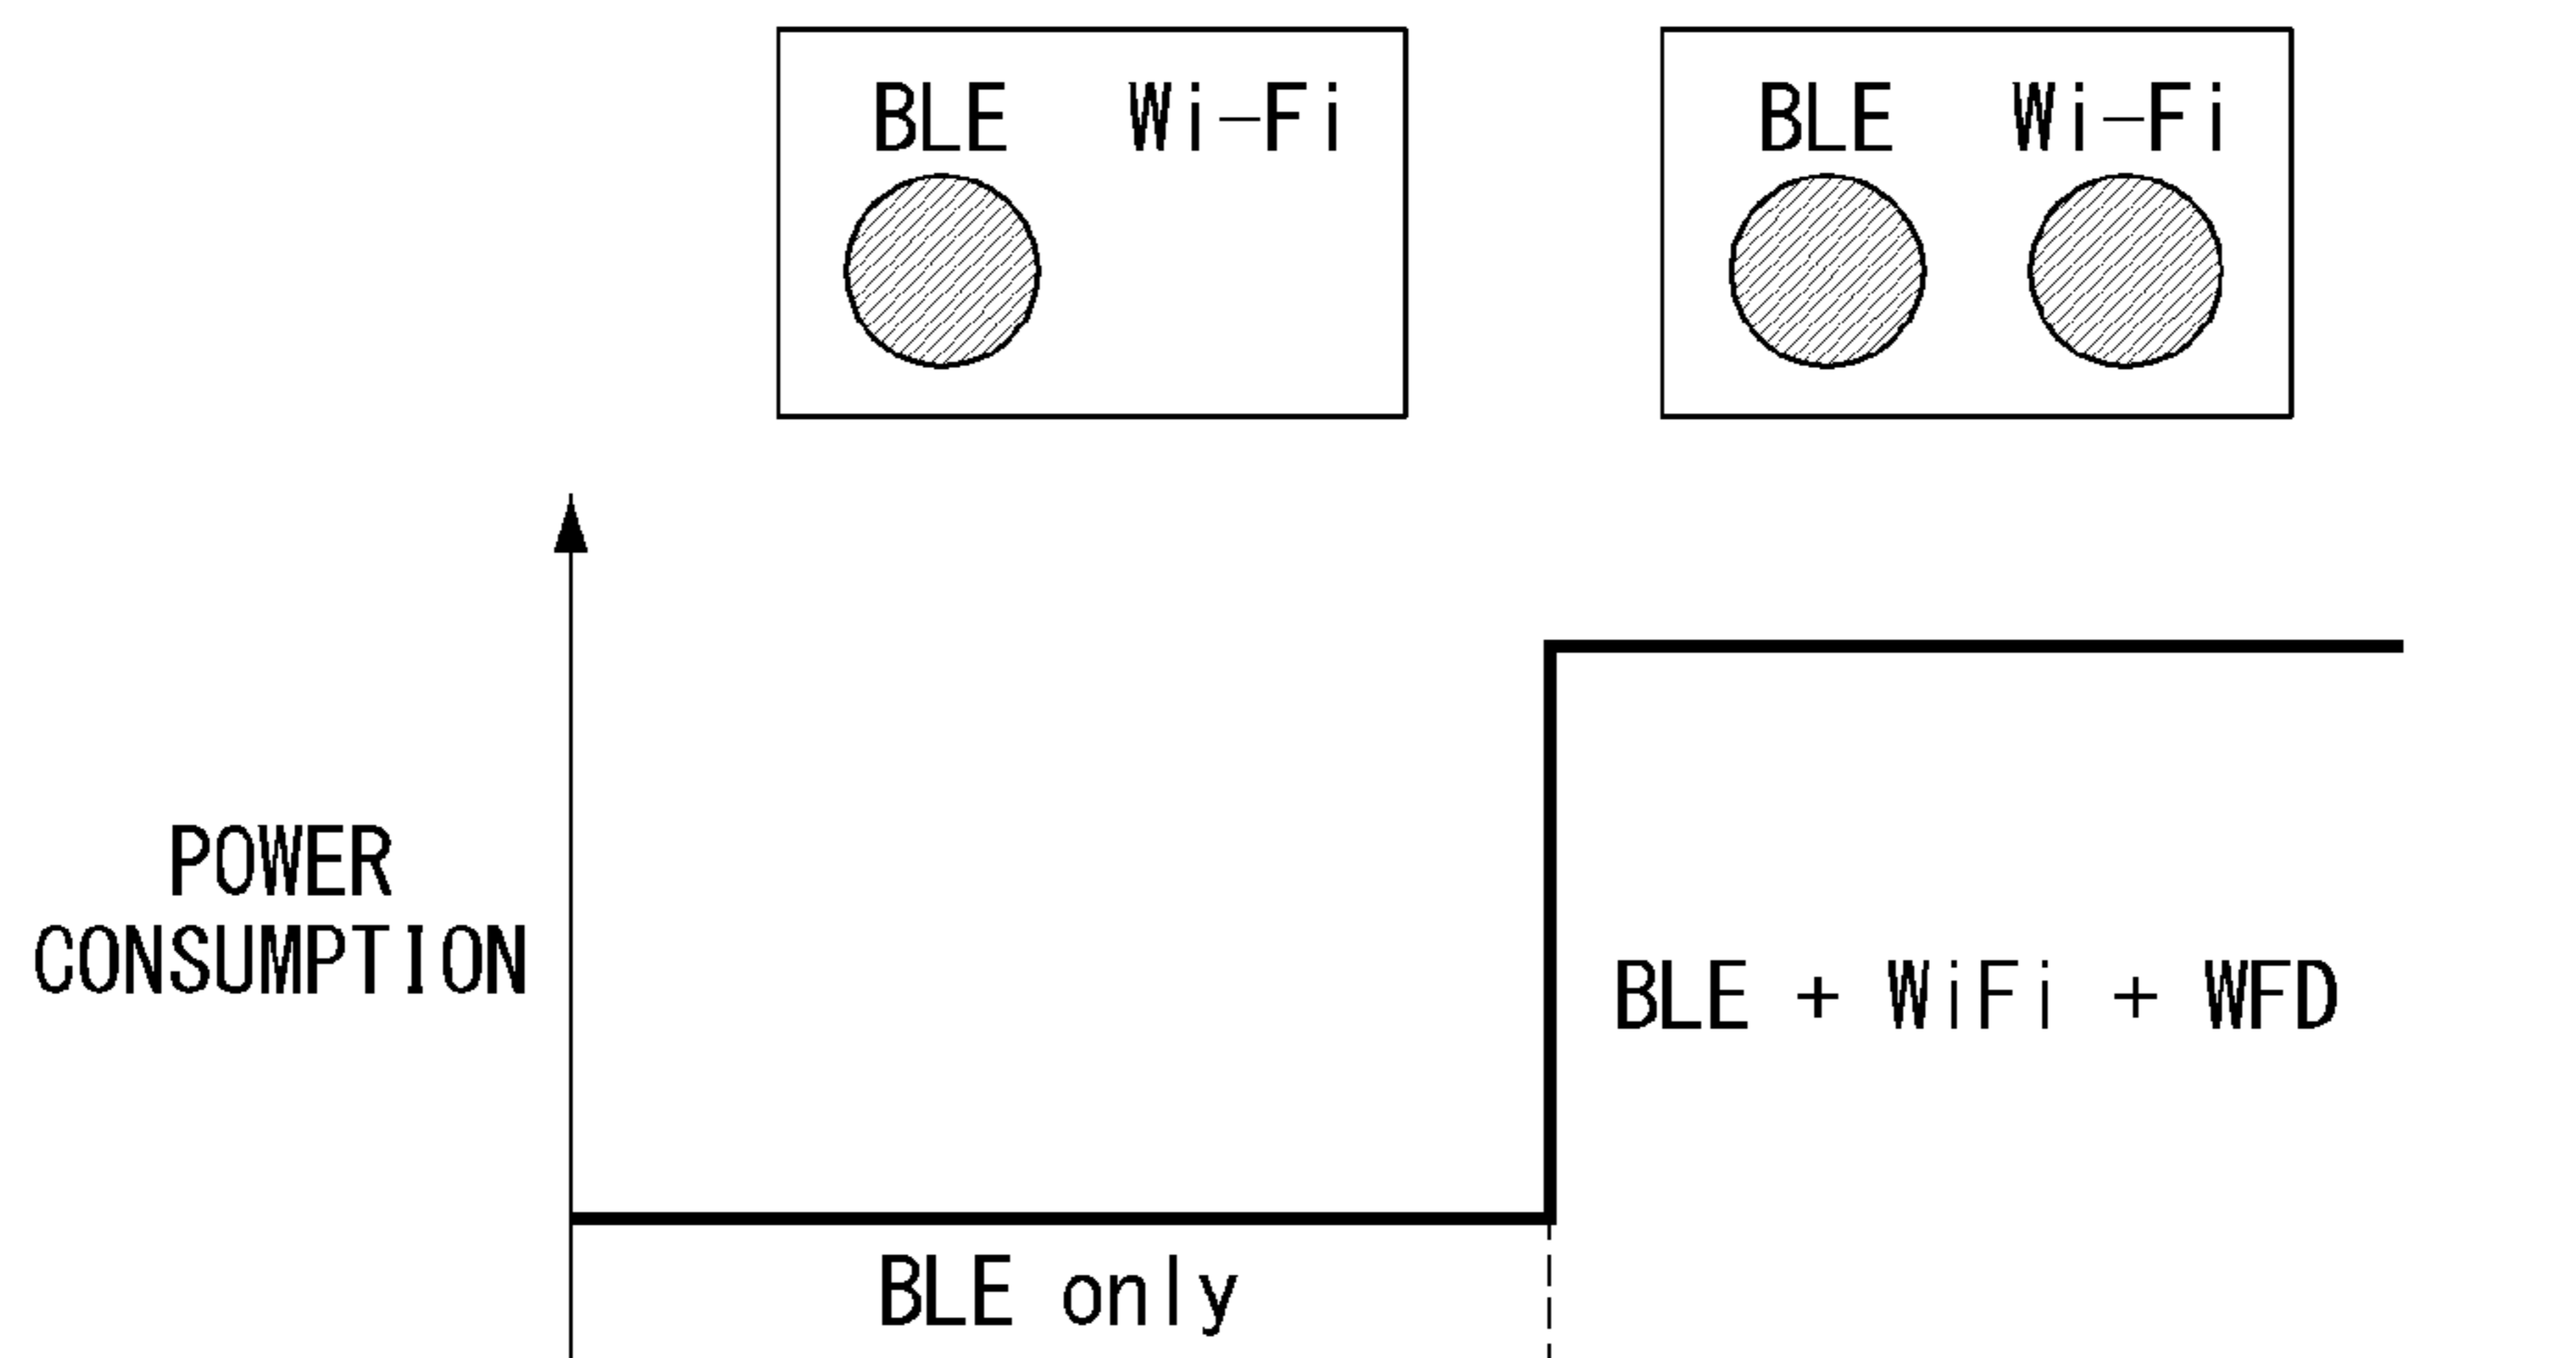 BLE Wi-Fi
BLE Wi-Fi
POWER
CONSUMPTION
BLE + WiFi + WFD
BLE only